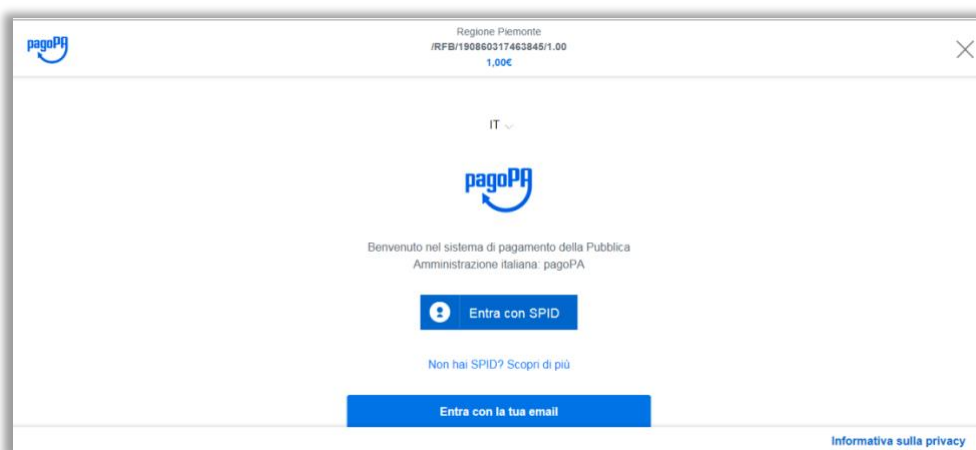 pagoPA
Regione Piemonte
/RFB/190860317463845/1.00
1,00€
IT
pagoPA
Benvenuto nel sistema di pagamento della Pubblica
Amministrazione italiana: pagoPA
Entra con SPID
Non hai SPID? Scopri di più
Entra con la tua email
Informativa sulla privacy